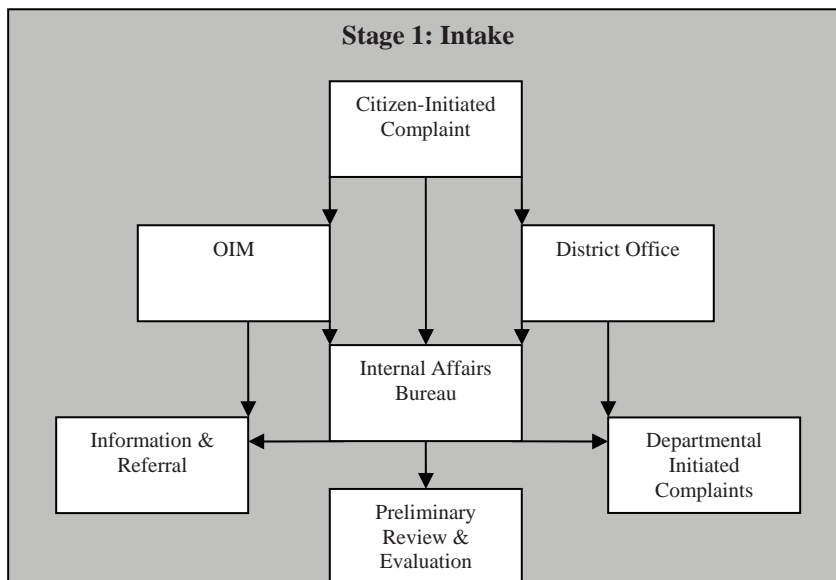 Stage 1: Intake
Citizen-Initiated
Complaint
OIM
District Office
Internal Affairs
Bureau
Information &
Referral
Departmental
Initiated
Complaints
Preliminary
Review &
Evaluation